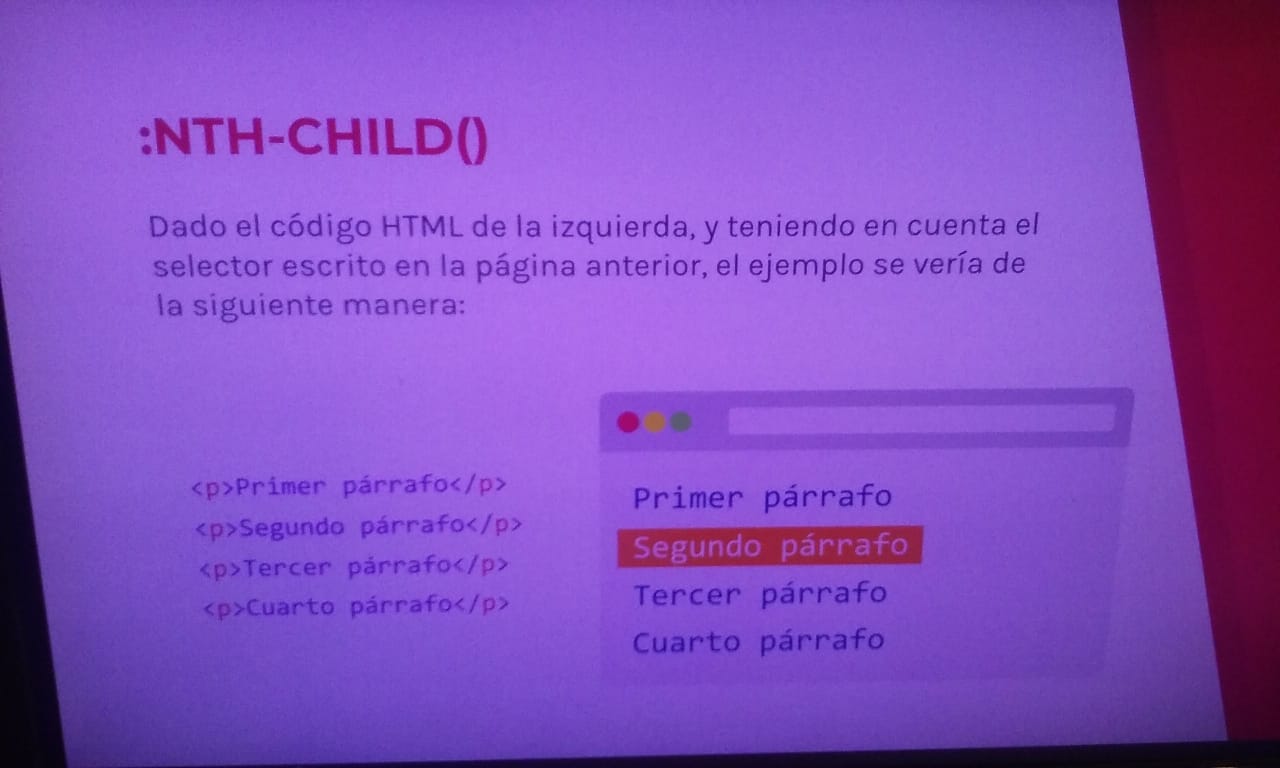 :NTH-CHILD()
Dado el código HTML de la izquierda, y teniendo en cuenta el
selector escrito en la página anterior, el ejemplo se vería de
la siguiente manera:
<p>Primer párrafo</p>
<p>Segundo párrafo</p>
<p>Tercer párrafo</p>
<p>Cuarto párrafo</p>
Primer párrafo
Segundo párrafo
Tercer párrafo
Cuarto párrafo